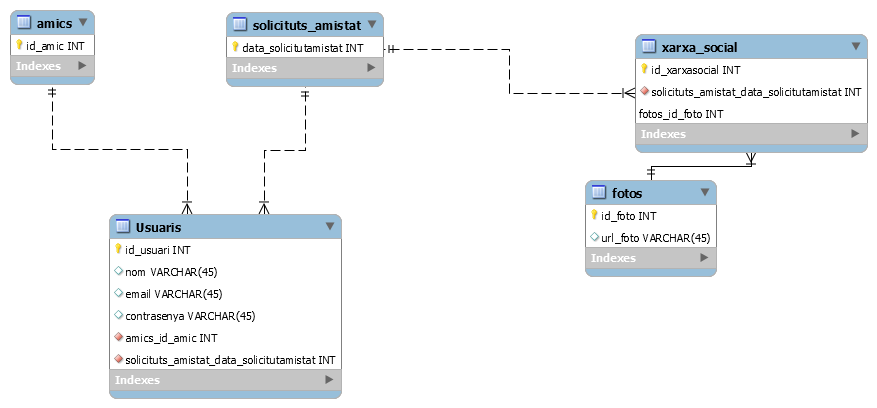 amics
id_amic INT
Indexes
solicituts_amistat
data_solicitutamistat INT
Indexes
xarxa_social
id_xarxasocial INT
solicituts_amistat_data_solicitutamistat INT
fotos_id_foto INT
Indexes
fotos
id_foto INT
url_foto VARCHAR(45)
Indexes
Usuaris
id_usuari INT
nom VARCHAR(45)
email VARCHAR(45)
contrasenya VARCHAR(45)
amics_id_amic INT
solicituts_amistat_data_solicitutamistat INT
Indexes